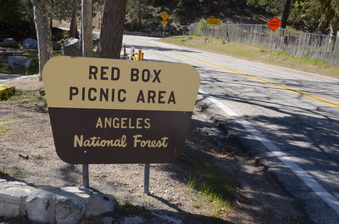 RED BOX
PICNIC AREA
ANGELES
National Forest